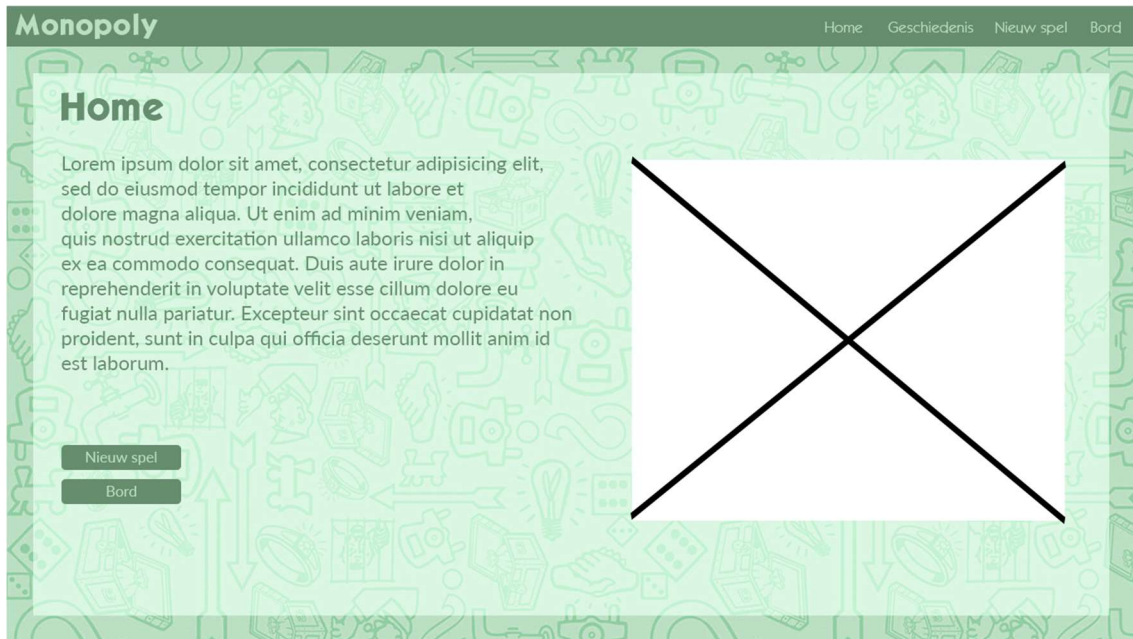 Monopoly
Home Geschiedenis Nieuw spel Bord
Home
Lorem ipsum dolor sit amet, consectetur adipisicing elit,
sed do eiusmod tempor incididunt ut labore et
dolore magna aliqua. Ut enim ad minim veniam,
quis nostrud exercitation ullamco laboris nisi ut aliquip
ex ea commodo consequat. Duis aute irure dolor in
reprehenderit in voluptate velit esse cillum dolore eu
fugiat nulla pariatur. Excepteur sint occaecat cupidatat non
proident, sunt in culpa qui officia deserunt mollit anim id
est laborum.
Nieuw spel
Bord